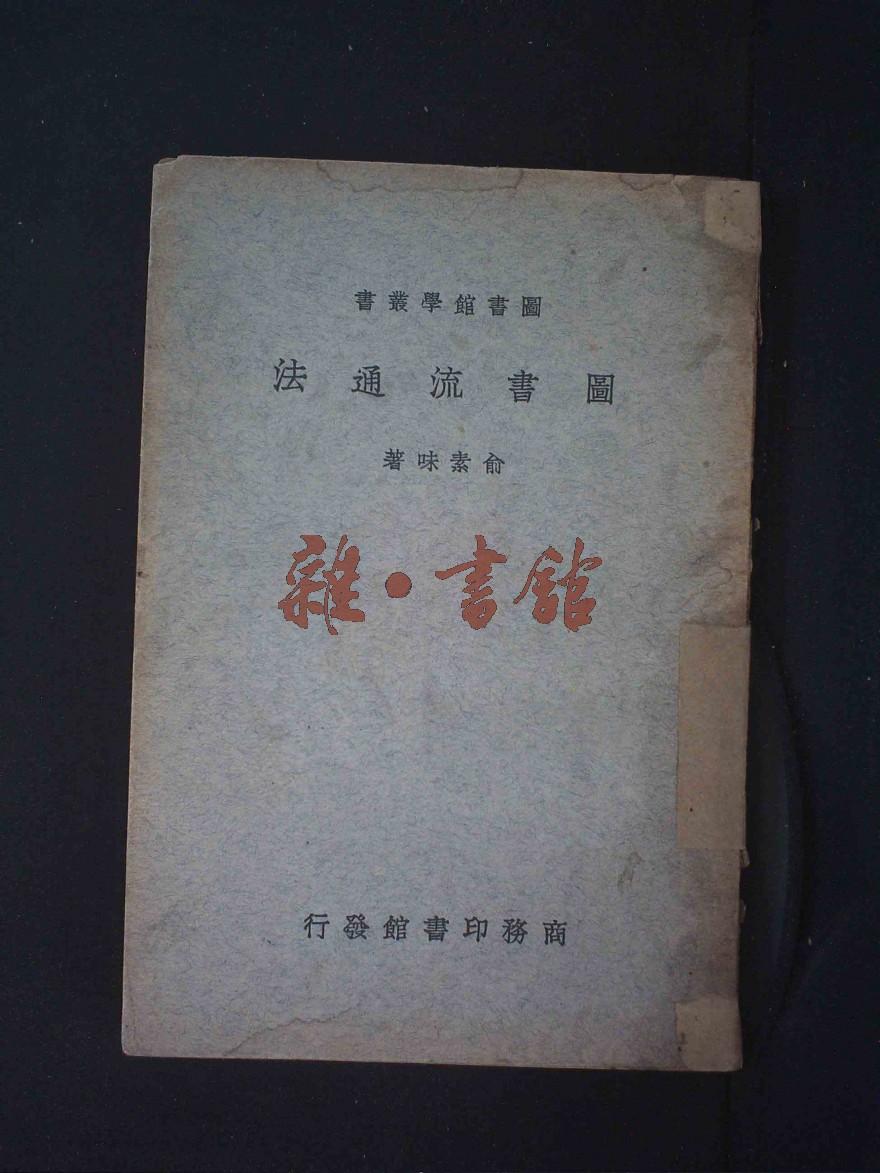 圖書館學叢書
圖書流通法
俞素味著
雜·書館
商務印書館發行